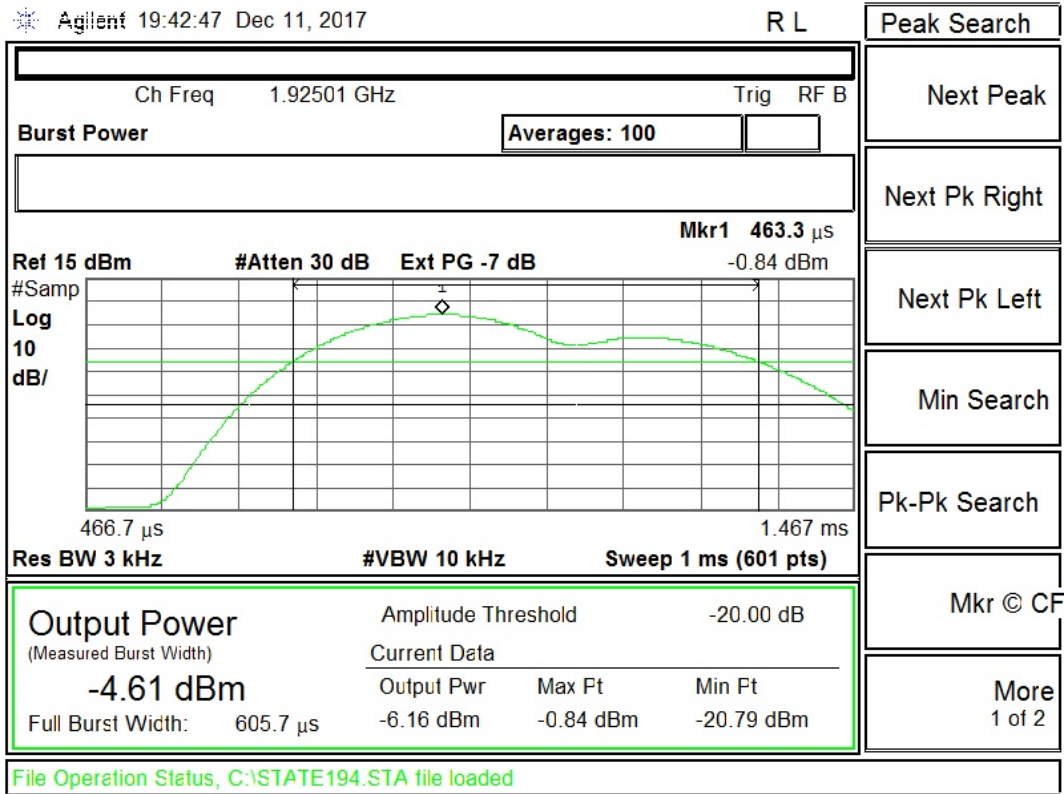 Agilent 19:42:47 Dec 11, 2017 R L
Peak Search
Ch Freq 1.92501 GHz Trig RF B
Burst Power Averages: 100
Mkr1 463.3 µs
Ref 15 dBm #Atten 30 dB Ext PG -7 dB -0.84 dBm
#Samp
Log
10
dB/
1
466.7 µs 1.467 ms
Res BW 3 kHz #VBW 10 kHz Sweep 1 ms (601 pts)
Output Power
(Measured Burst Width)
-4.61 dBm
Full Burst Width: 605.7 µs
Amplitude Threshold -20.00 dB
Current Data
Output Pwr Max Pt Min Pt
-6.16 dBm -0.84 dBm -20.79 dBm
Next Peak
Next Pk Right
Next Pk Left
Min Search
Pk-Pk Search
Mkr © CF
More
1 of 2
File Operation Status, C:\STATE194.STA file loaded